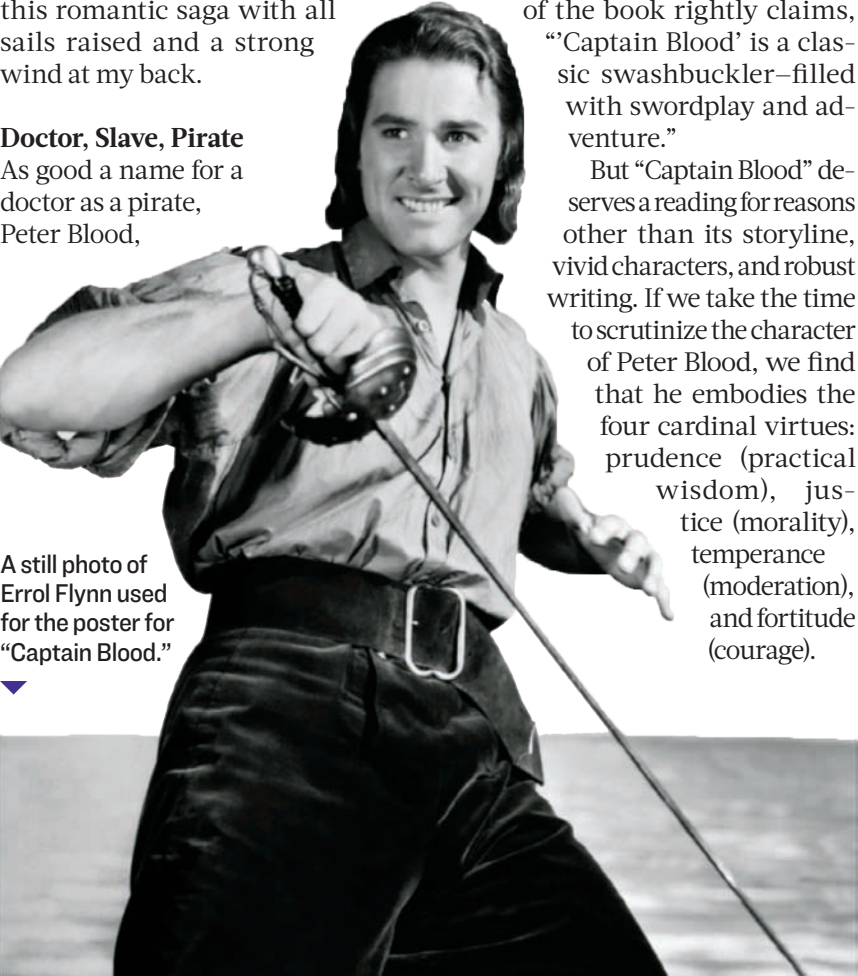 this romantic saga with all
sails raised and a strong
wind at my back.
Doctor, Slave, Pirate
As good a name for a
doctor as a pirate,
Peter Blood,
A still photo of
Errol Flynn used
for the poster for
“Captain Blood.”
of the book rightly claims,
“’Captain Blood’ is a clas-
sic swashbuckler—filled
with swordplay and ad-
venture.”
But “Captain Blood” de-
serves a reading for reasons
other than its storyline,
vivid characters, and robust
writing. If we take the time
to scrutinize the character
of Peter Blood, we find
that he embodies the
four cardinal virtues:
prudence (practical
wisdom), jus-
tice (morality),
temperance
(moderation),
and fortitude
(courage).